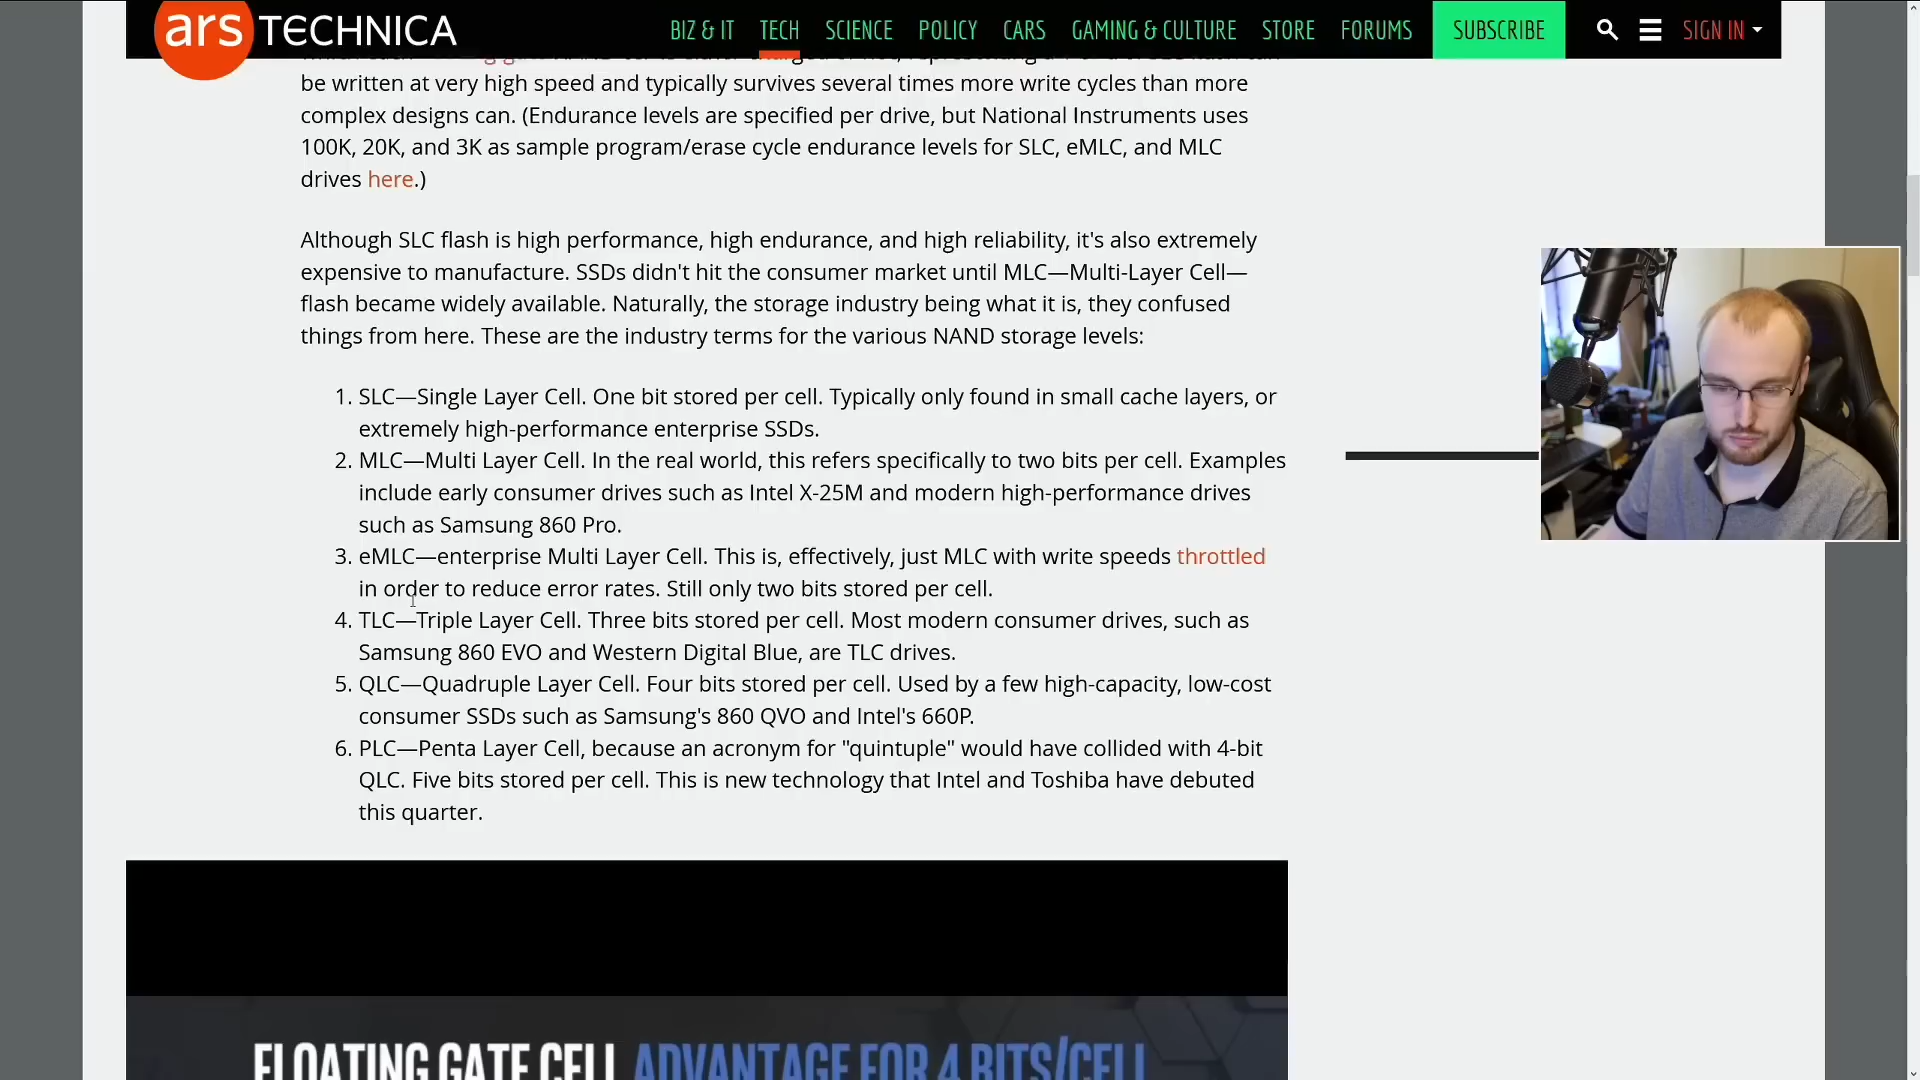 ars TECHNICA BIZ & IT TECH SCIENCE POLICY CARS GAMING & CULTURE STORE FORUMS SUBSCRIBE SIGN IN
be written at very high speed and typically survives several times more write cycles than more
complex designs can. (Endurance levels are specified per drive, but National Instruments uses
100K, 20K, and 3K as sample program/erase cycle endurance levels for SLC, eMLC, and MLC
drives here.)
Although SLC flash is high performance, high endurance, and high reliability, it's also extremely
expensive to manufacture. SSDs didn't hit the consumer market until MLC—Multi-Layer Cell—
flash became widely available. Naturally, the storage industry being what it is, they confused
things from here. These are the industry terms for the various NAND storage levels:
1. SLC—Single Layer Cell. One bit stored per cell. Typically only found in small cache layers, or
extremely high-performance enterprise SSDs.
2. MLC—Multi Layer Cell. In the real world, this refers specifically to two bits per cell. Examples
include early consumer drives such as Intel X-25M and modern high-performance drives
such as Samsung 860 Pro.
3. eMLC—enterprise Multi Layer Cell. This is, effectively, just MLC with write speeds throttled
in order to reduce error rates. Still only two bits stored per cell.
4. TLC—Triple Layer Cell. Three bits stored per cell. Most modern consumer drives, such as
Samsung 860 EVO and Western Digital Blue, are TLC drives.
5. QLC—Quadruple Layer Cell. Four bits stored per cell. Used by a few high-capacity, low-cost
consumer SSDs such as Samsung's 860 QVO and Intel's 660P.
6. PLC—Penta Layer Cell, because an acronym for "quintuple" would have collided with 4-bit
QLC. Five bits stored per cell. This is new technology that Intel and Toshiba have debuted
this quarter.
FLOATING GATE CELL ADVANTAGE FOR 4 BITS/CELL